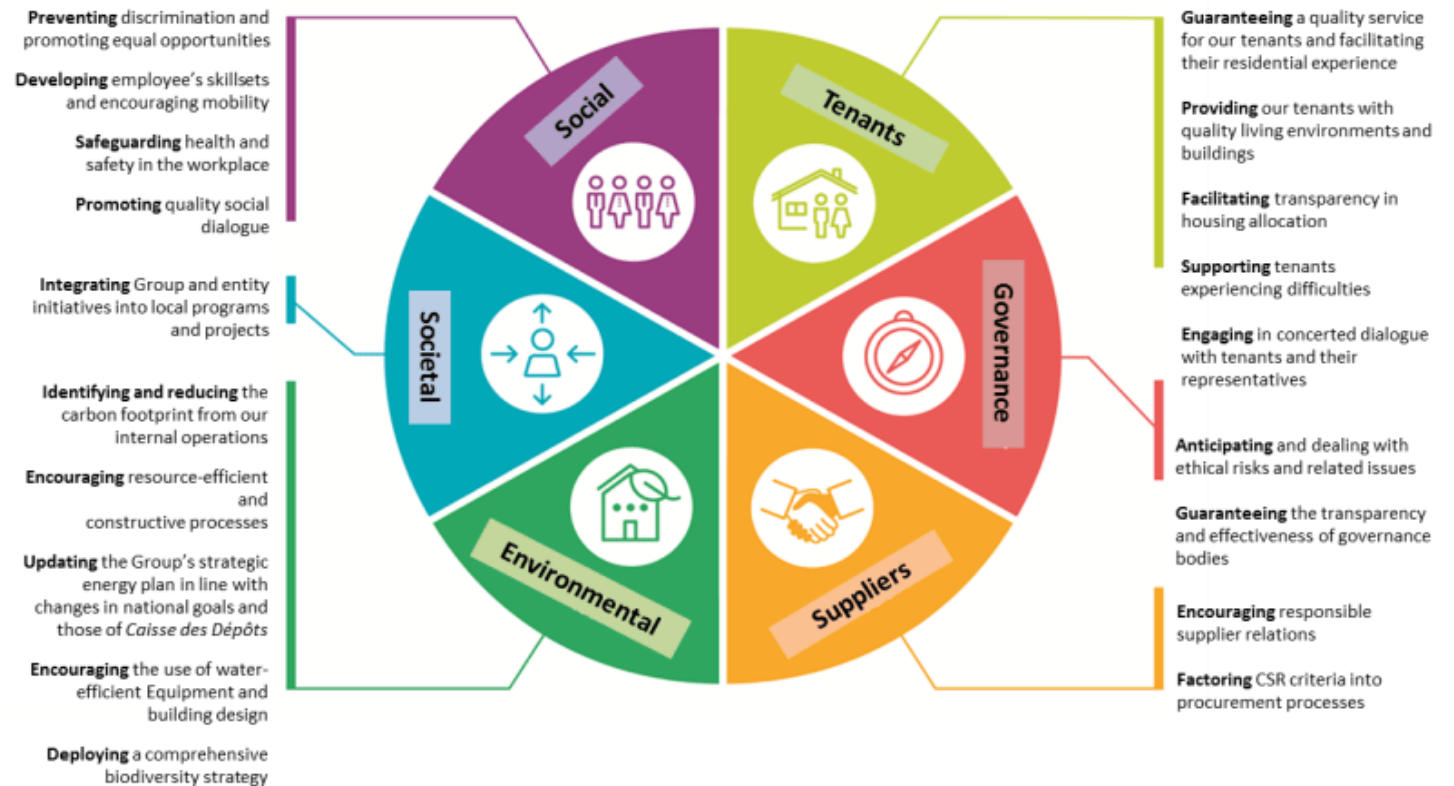 Preventing discrimination and
promoting equal opportunities
Developing employee's skillsets
and encouraging mobility
Safeguarding health and
safety in the workplace
Promoting quality social
dialogue
Integrating Group and entity
initiatives into local programs
and projects
Identifying and reducing the
carbon footprint from our
internal operations
Encouraging resource-efficient
and
constructive processes
Updating the Group's strategic
energy plan in line with
changes in national goals and
those of Caisse des Dépôts
Encouraging the use of water-
efficient Equipment and
building design
Deploying a comprehensive
biodiversity strategy
Social
Tenants
Societal
Governance
Environmental
Suppliers
Guaranteeing a quality service
for our tenants and facilitating
their residential experience
Providing our tenants with
quality living environments and
buildings
Facilitating transparency in
housing allocation
Supporting tenants
experiencing difficulties
Engaging in concerted dialogue
with tenants and their
representatives
Anticipating and dealing with
ethical risks and related issues
Guaranteeing the transparency
and effectiveness of governance
bodies
Encouraging responsible
supplier relations
Factoring CSR criteria into
procurement processes